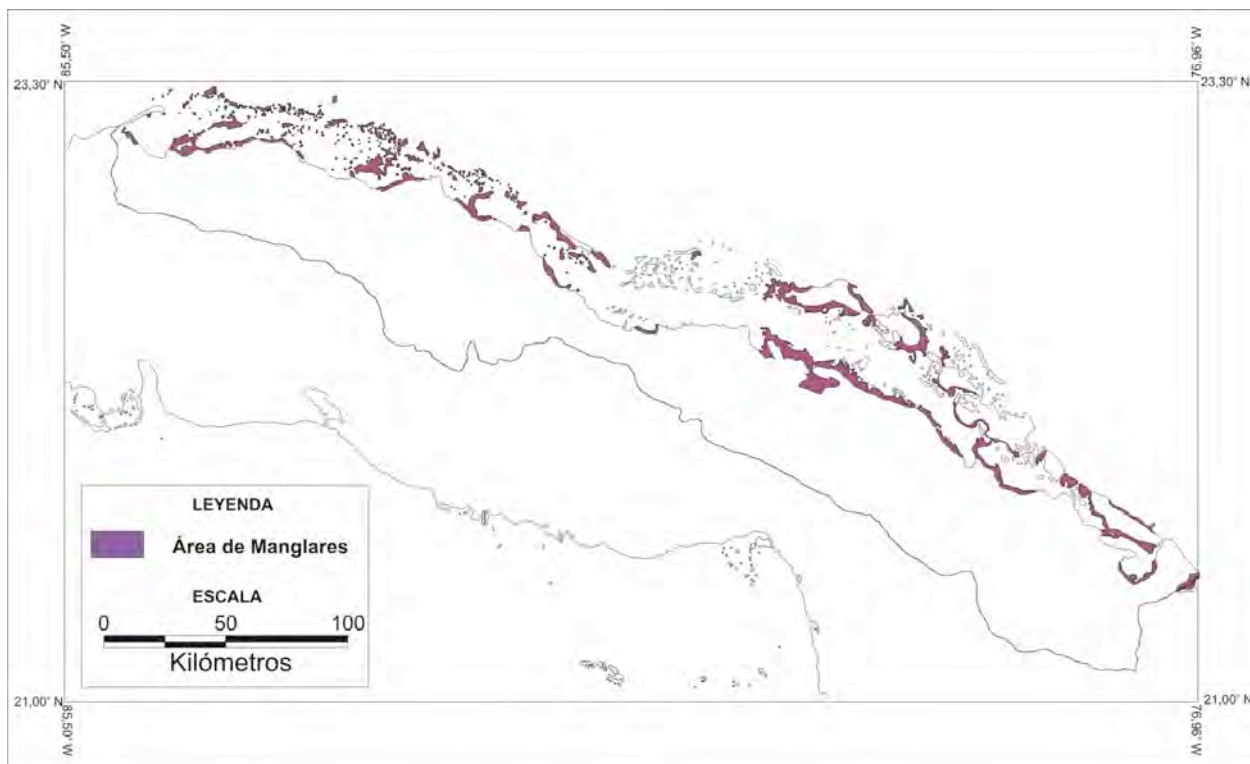 85,50° W
76,96° W
23,30° N
23,30° N
LEYENDA
Área de Manglares
ESCALA
0 50 100
Kilómetros
21,00° N
21,00° N
85,50° W
76,96° W